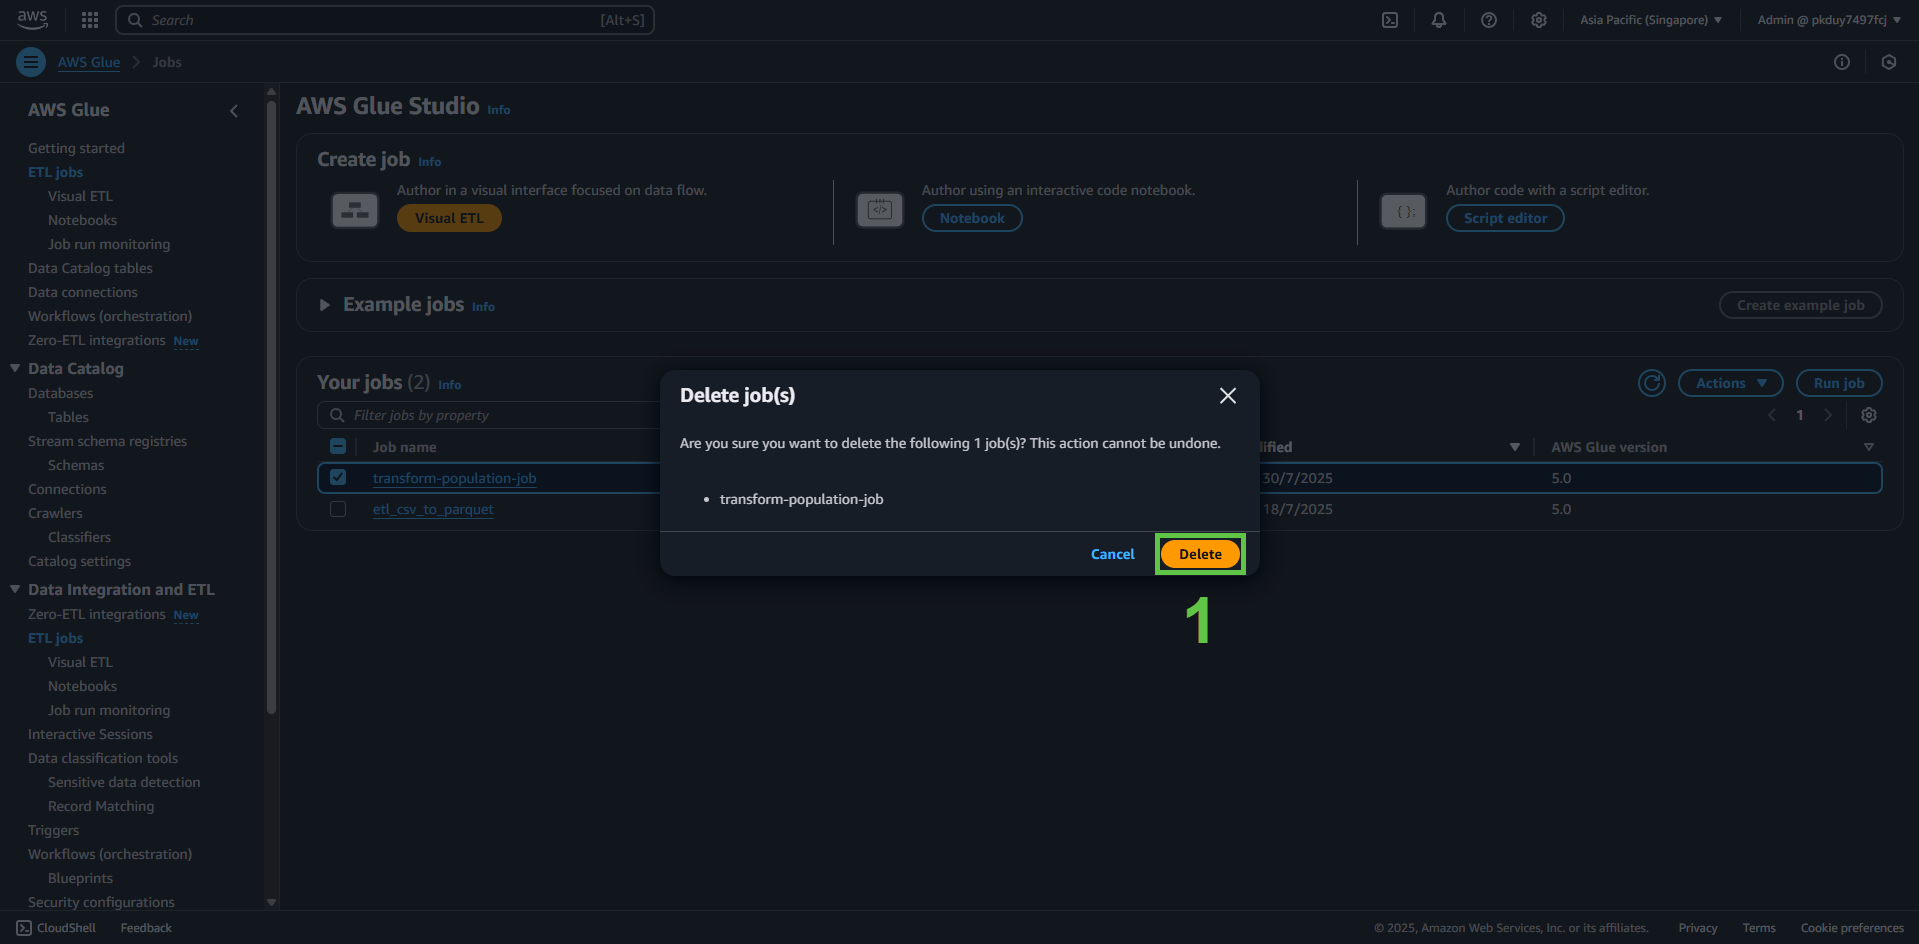 aws
Search [Alt+S]
Asia Pacific (Singapore)
Admin @ pkduy7497fcj
AWS Glue
Jobs
AWS Glue
Getting started
ETL jobs
Visual ETL
Notebooks
Job run monitoring
Data Catalog tables
Data connections
Workflows (orchestration)
Zero-ETL integrations New
Data Catalog
Databases
Tables
Stream schema registries
Schemas
Connections
Crawlers
Classifiers
Catalog settings
Data Integration and ETL
Zero-ETL integrations New
ETL jobs
Visual ETL
Notebooks
Job run monitoring
Interactive Sessions
Data classification tools
Sensitive data detection
Record Matching
Triggers
Workflows (orchestration)
Blueprints
Security configurations
AWS Glue Studio Info
Create job Info
Author in a visual interface focused on data flow.
Visual ETL
Author using an interactive code notebook.
Notebook
Author code with a script editor.
Script editor
Example jobs Info
Create example job
Your jobs (2) Info
Actions
Run job
Filter jobs by property
1
Job name
ified
AWS Glue version
transform-population-job
30/7/2025
5.0
etl_csv_to_parquet
18/7/2025
5.0
Delete job(s)
Are you sure you want to delete the following 1 job(s)? This action cannot be undone.
• transform-population-job
Cancel
Delete
1
CloudShell
Feedback
© 2025, Amazon Web Services, Inc. or its affiliates.
Privacy
Terms
Cookie preferences